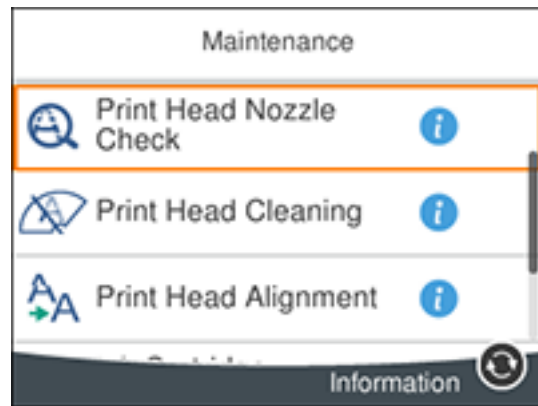 Maintenance
Print Head Nozzle
Check
Print Head Cleaning
Print Head Alignment
Information